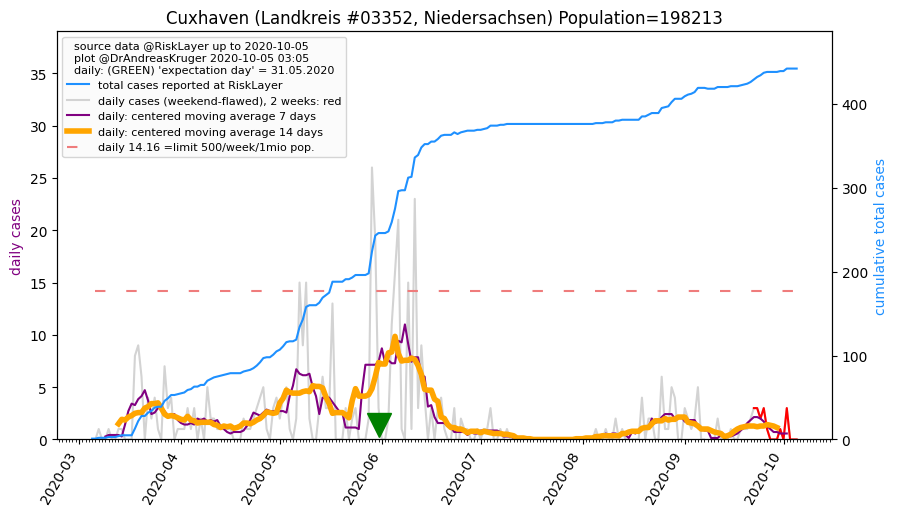 Cuxhaven (Landkreis #03352, Niedersachsen) Population=198213
source data @RiskLayer up to 2020-10-05
plot @DrAndreasKruger 2020-10-05 03:05
daily: (GREEN) 'expectation day' = 31.05.2020
total cases reported at RiskLayer
daily cases (weekend-flawed), 2 weeks: red
daily: centered moving average 7 days
daily: centered moving average 14 days
daily 14.16 =limit 500/week/1mio pop.
daily cases
35
30
25
20
15
10
5
0
400
300
200
100
0
cumulative total cases
2020-03
2020-04
2020-05
2020-06
2020-07
2020-08
2020-09
2020-10